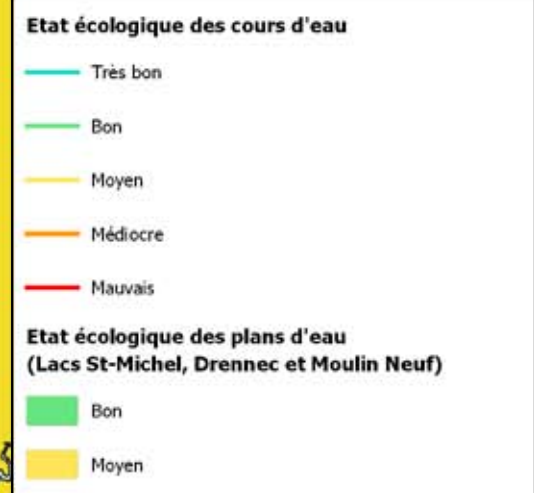 Etat écologique des cours d'eau
Très bon
Bon
Moyen
Médiocre
Mauvais
Etat écologique des plans d'eau
(Lacs St-Michel, Drennec et Moulin Neuf)
Bon
Moyen